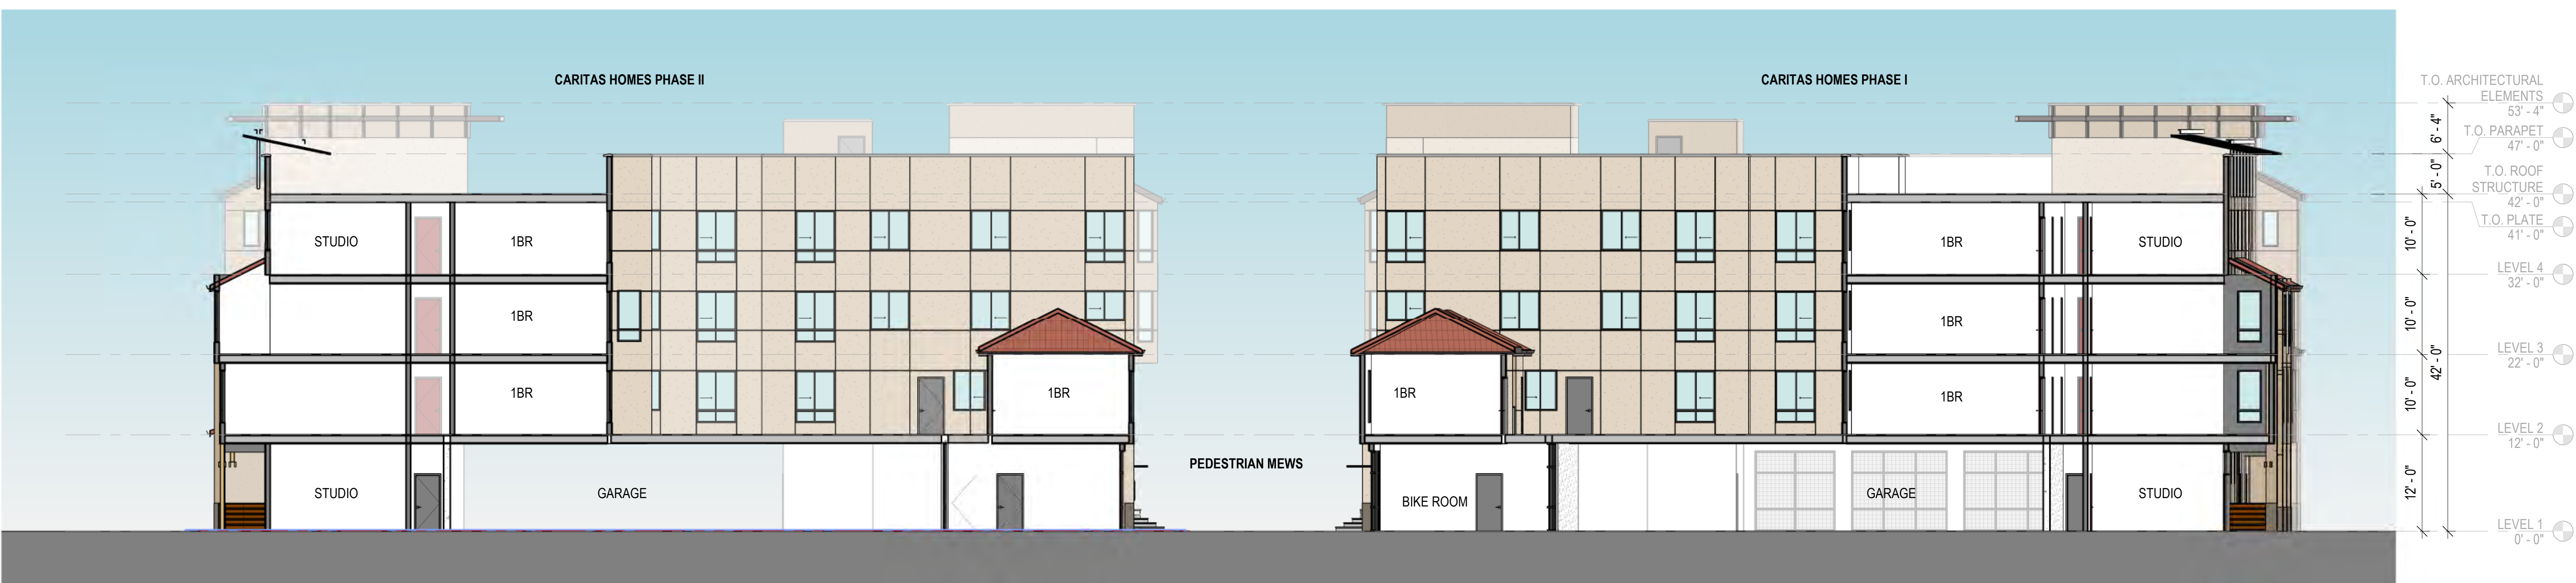 CARITAS HOMES PHASE II
CARITAS HOMES PHASE I
T.O. ARCHITECTURAL
ELEMENTS
53' - 4"
6' - 4"
T.O. PARAPET
47' - 0"
5' - 0"
T.O. ROOF
STRUCTURE
42' - 0"
T.O. PLATE
41' - 0"
STUDIO
1BR
1BR
STUDIO
10' - 0"
LEVEL 4
32' - 0"
1BR
1BR
10' - 0"
42' - 0"
LEVEL 3
22' - 0"
1BR
1BR
1BR
1BR
10' - 0"
LEVEL 2
12' - 0"
PEDESTRIAN MEWS
STUDIO
GARAGE
BIKE ROOM
GARAGE
STUDIO
12' - 0"
LEVEL 1
0' - 0"